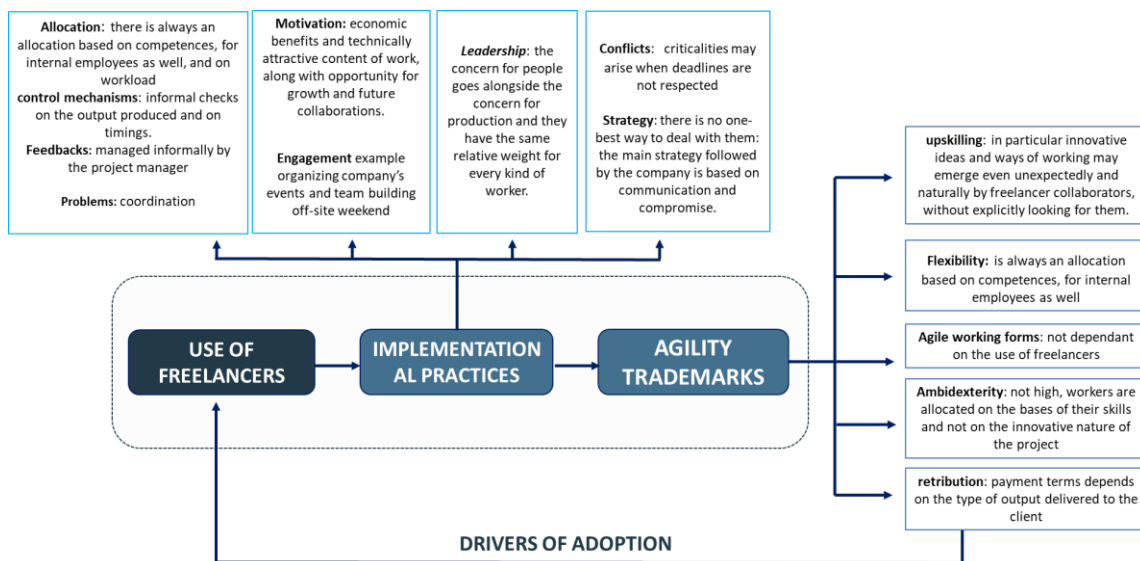 Allocation: there is always an
allocation based on competences, for
internal employees as well, and on
workload
control mechanisms: informal checks
on the output produced and on
timings.
Feedbacks: managed informally by
the project manager
Problems: coordination
Motivation: economic
benefits and technically
attractive content of work,
along with opportunity for
growth and future
collaborations.
Engagement example
organizing company's
events and team building
off-site weekend
Leadership: the
concern for people
goes alongside the
concern for
production and they
have the same
relative weight for
every kind of
worker.
Conflicts: criticalities may
arise when deadlines are
not respected
Strategy: there is no one-
best way to deal with them:
the main strategy followed
by the company is based on
communication and
compromise.
upskilling: in particular innovative
ideas and ways of working may
emerge even unexpectedly and
naturally by freelancer collaborators,
without explicitly looking for them.
Flexibility: is always an allocation
based on competences, for internal
employees as well
Agile working forms: not dependant
on the use of freelancers
Ambidexterity: not high, workers are
allocated on the bases of their skills
and not on the innovative nature of
the project
retribution: payment terms depends
on the type of output delivered to the
client
USE OF
FREELANCERS
IMPLEMENTATION
AL PRACTICES
AGILITY
TRADEMARKS
DRIVERS OF ADOPTION